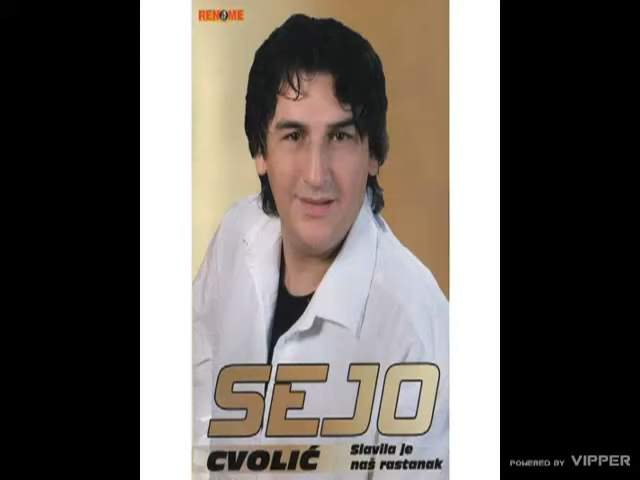 RENOME
SEJO
CVOLIĆ
Slavila je
naš rastanak
POWERED BY VIPPER